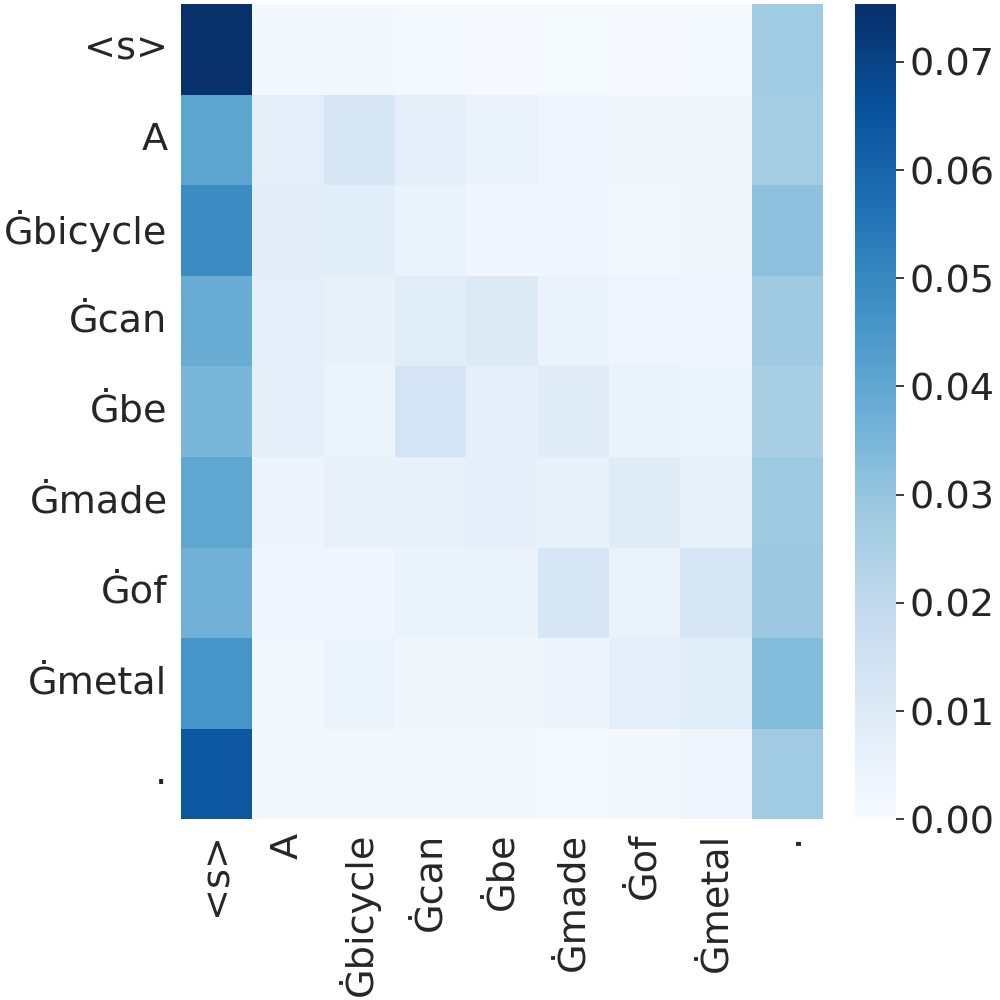 <s>
A
Ġbicycle
Ġcan
Ġbe
Ġmade
Ġof
Ġmetal
.
<s>
A
Ġbicycle
Ġcan
Ġbe
Ġmade
Ġof
Ġmetal
.
0.07
0.06
0.05
0.04
0.03
0.02
0.01
0.00